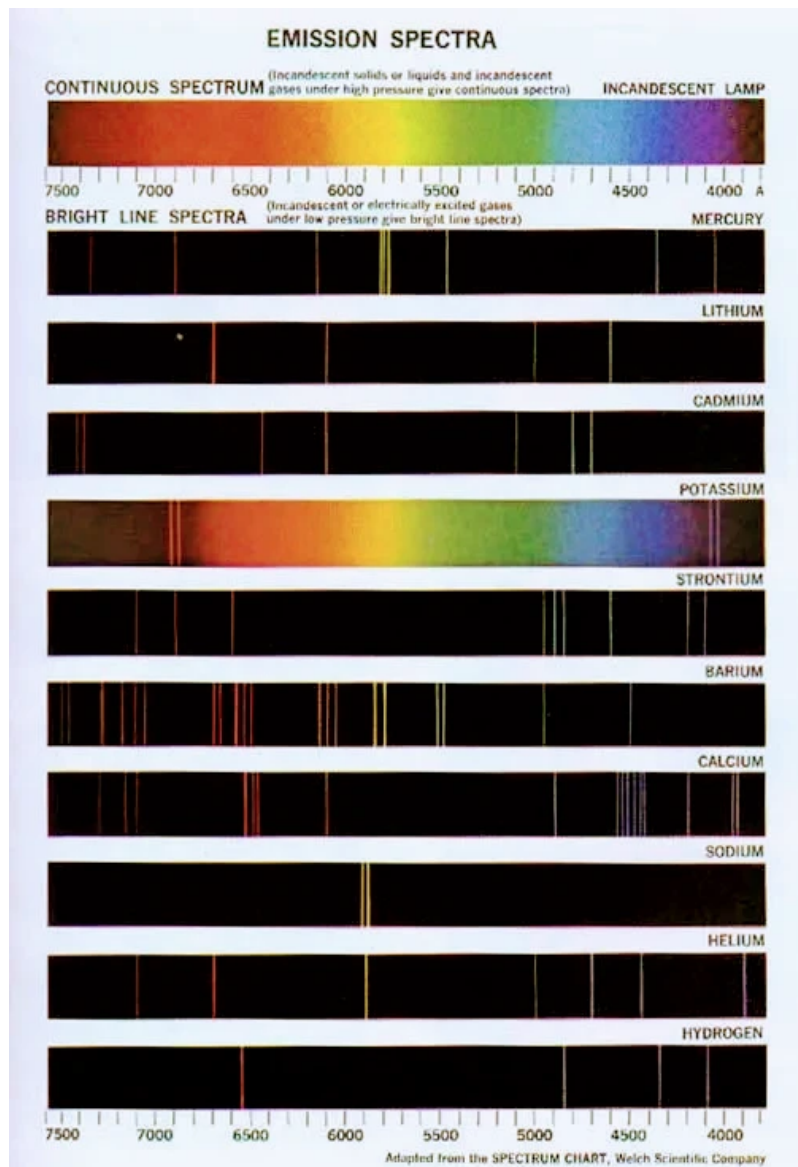 EMISSION SPECTRA
CONTINUOUS SPECTRUM (Incandescent solids or liquids and incandescent
gases under high pressure give continuous spectra) INCANDESCENT LAMP
7500 7000 6500 6000 5500 5000 4500 4000 A
BRIGHT LINE SPECTRA (Incandescent or electrically excited gases
under low pressure give bright line spectra)
MERCURY
LITHIUM
CADMIUM
POTASSIUM
STRONTIUM
BARIUM
CALCIUM
SODIUM
HELIUM
HYDROGEN
7500 7000 6500 6000 5500 5000 4500 4000
Adapted from the SPECTRUM CHART, Welch Scientific Company